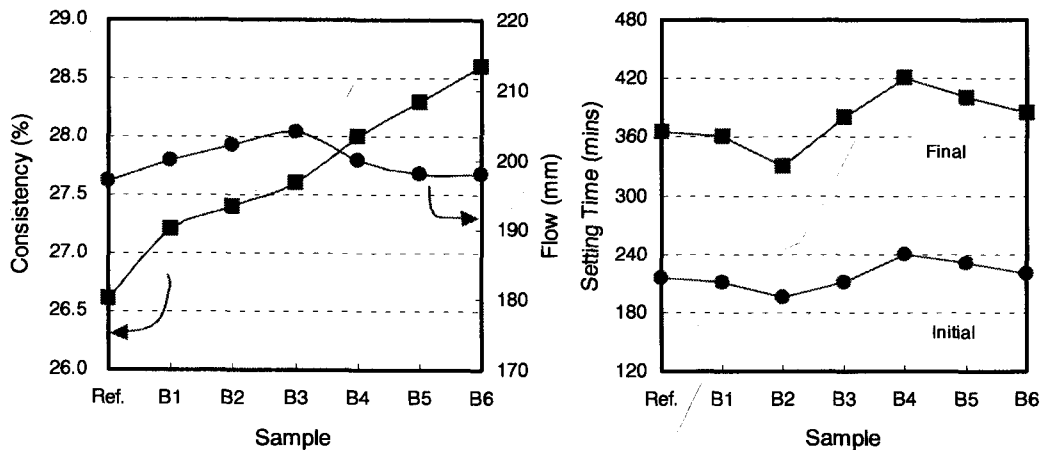 29.0
28.5
28.0
27.5
27.0
26.5
26.0
Consistency (%)
220
210
200
190
180
170
Flow (mm)
Ref. B1 B2 B3 B4 B5 B6
Sample
480
420
360
300
240
180
120
Setting Time (mins)
Final
Initial
Ref. B1 B2 B3 B4 B5 B6
Sample